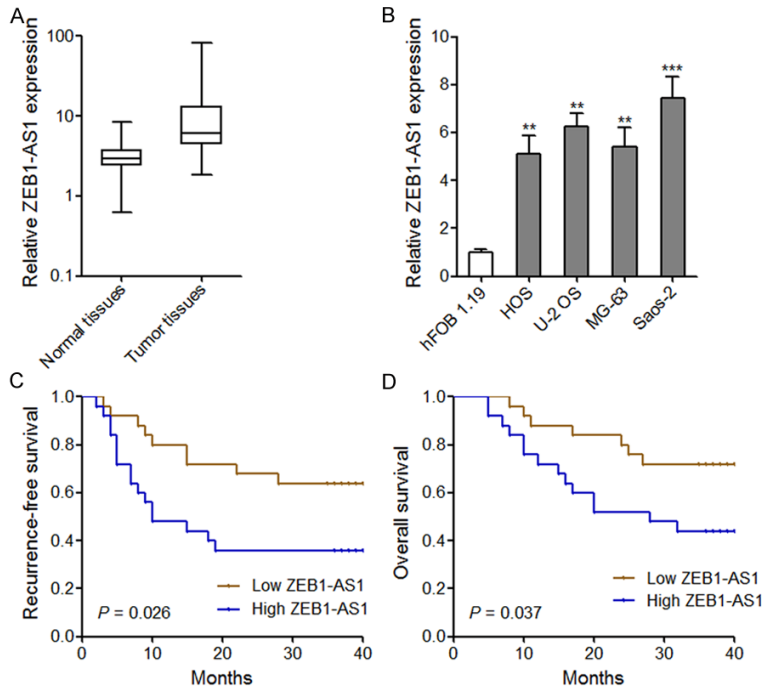 A
Relative ZEB1-AS1 expression
100
10
1
0.1
Normal tissues
Tumor tissues
B
Relative ZEB1-AS1 expression
10
8
6
4
2
0
**
**
**
***
hFOB 1.19
HOS
U-2 OS
MG-63
Saos-2
C
Recurrence-free survival
1.0
0.8
0.6
0.4
0.2
0.0
Low ZEB1-AS1
High ZEB1-AS1
P = 0.026
0 10 20 30 40
Months
D
Overall survival
1.0
0.8
0.6
0.4
0.2
0.0
Low ZEB1-AS1
High ZEB1-AS1
P = 0.037
0 10 20 30 40
Months